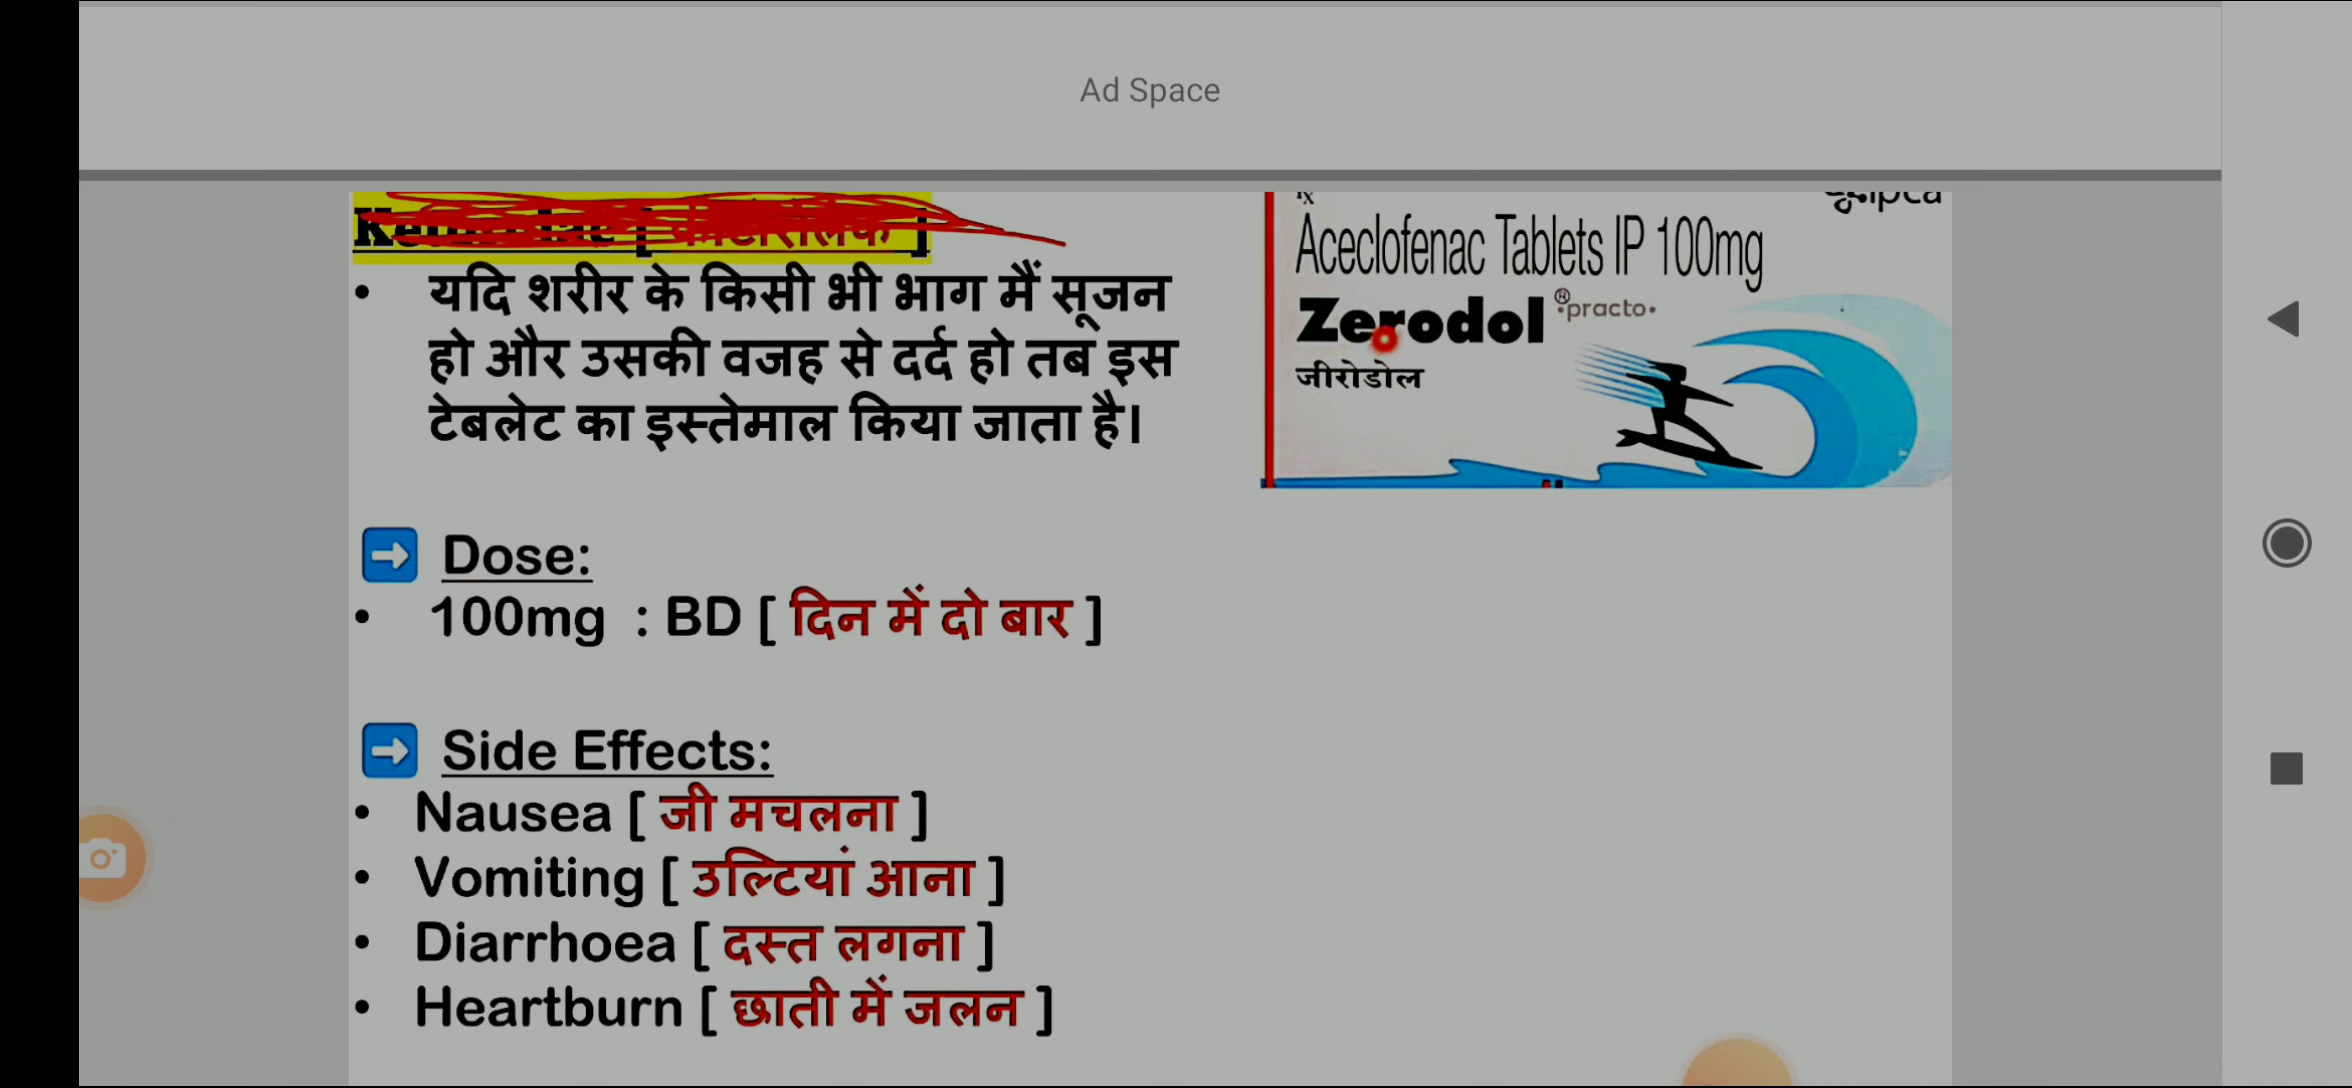 Ad Space
यदि शरीर के किसी भी भाग मैं सूजन
हो और उसकी वजह से दर्द हो तब इस
टेबलेट का इस्तेमाल किया जाता है।
Aceclofenac Tablets IP 100mg
Zerodol®
practo
जीरोडोल
Dose:
• 100mg : BD [ दिन में दो बार ]
Side Effects:
• Nausea [ जी मचलना ]
• Vomiting [ उल्टियां आना ]
• Diarrhoea [ दस्त लगना ]
• Heartburn [ छाती में जलन ]